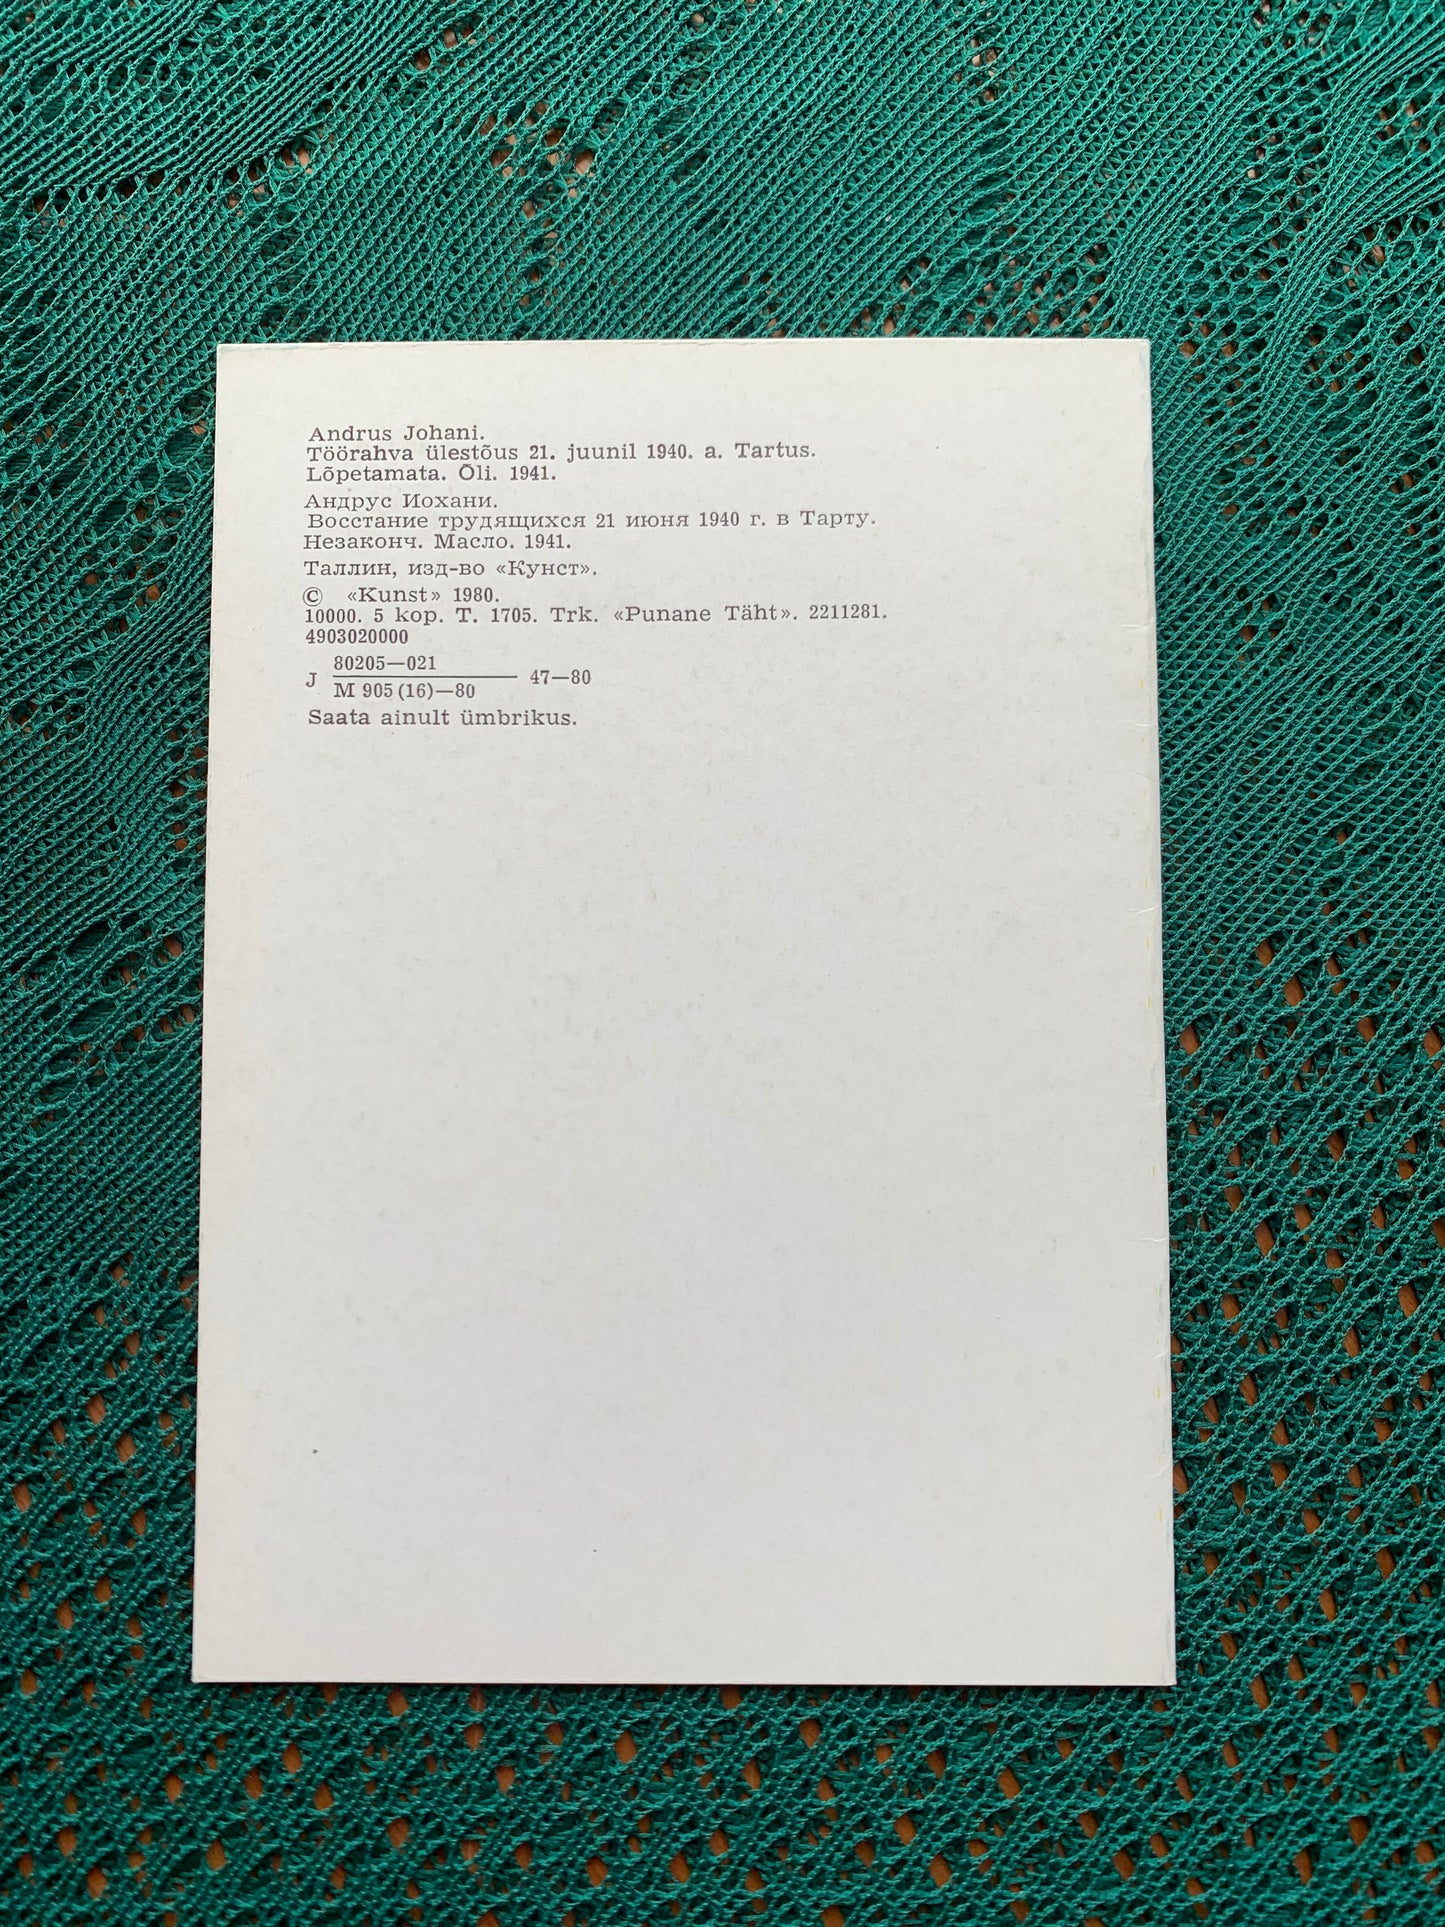 Andrus Johani.
Töörahva ülestõus 21. juunil 1940. a. Tartus.
Lõpetamata. Õli. 1941.
Андрус Иохани.
Восстание трудящихся 21 июня 1940 г. в Тарту.
Незаконч. Масло. 1941.
Таллин, изд-во «Кунст».
© «Kunst» 1980.
10000. 5 kop. T. 1705. Trk. «Punane Täht». 2211281.
4903020000
80205—021
J 47—80
M 905 (16)—80
Saata ainult ümbrikus.